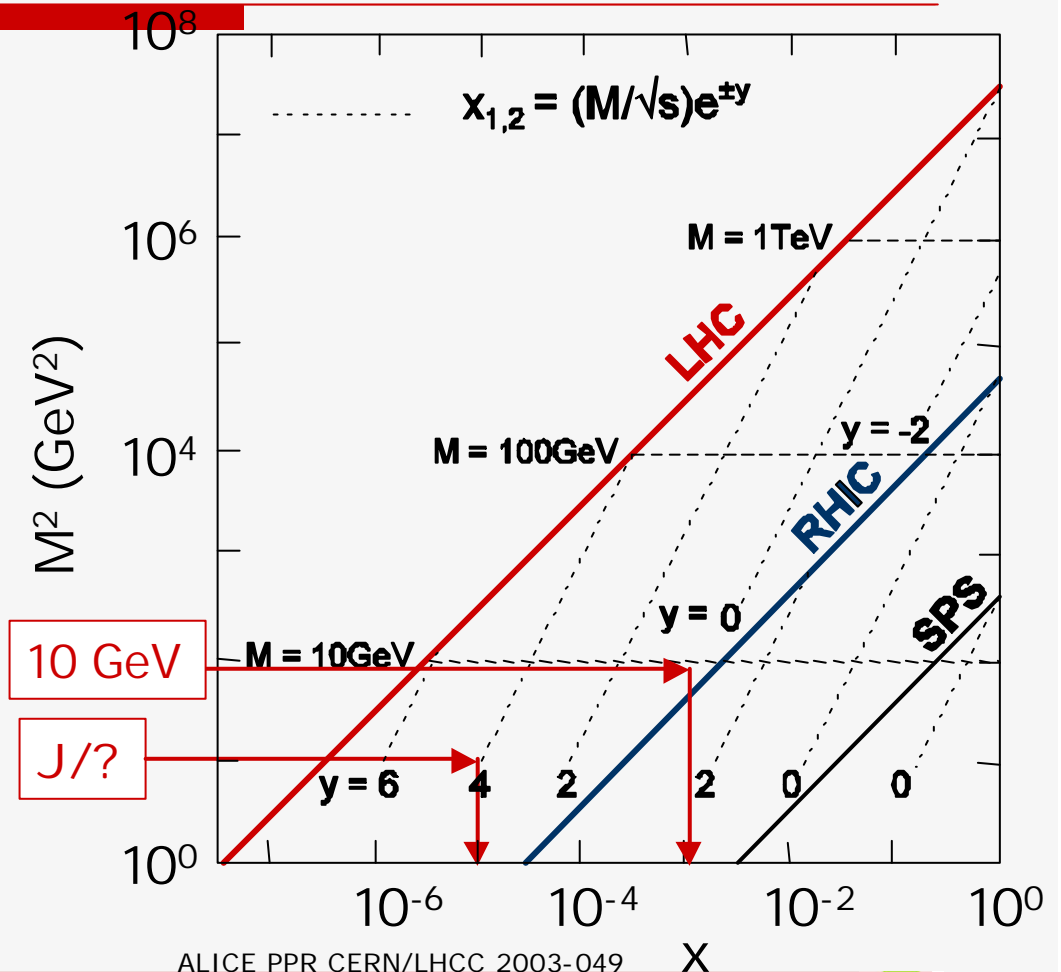 10⁸
x₁,₂ = (M/√s)e^±y
10⁶
M = 1TeV
LHC
M² (GeV²)
y = -2
10⁴
M = 100GeV
RHIC
SPS
y = 0
10 GeV
M = 10GeV
J/?
y = 6 4 2 2 0 0
10⁰
10⁻⁶ 10⁻⁴ 10⁻² 10⁰
ALICE PPR CERN/LHCC 2003-049 X